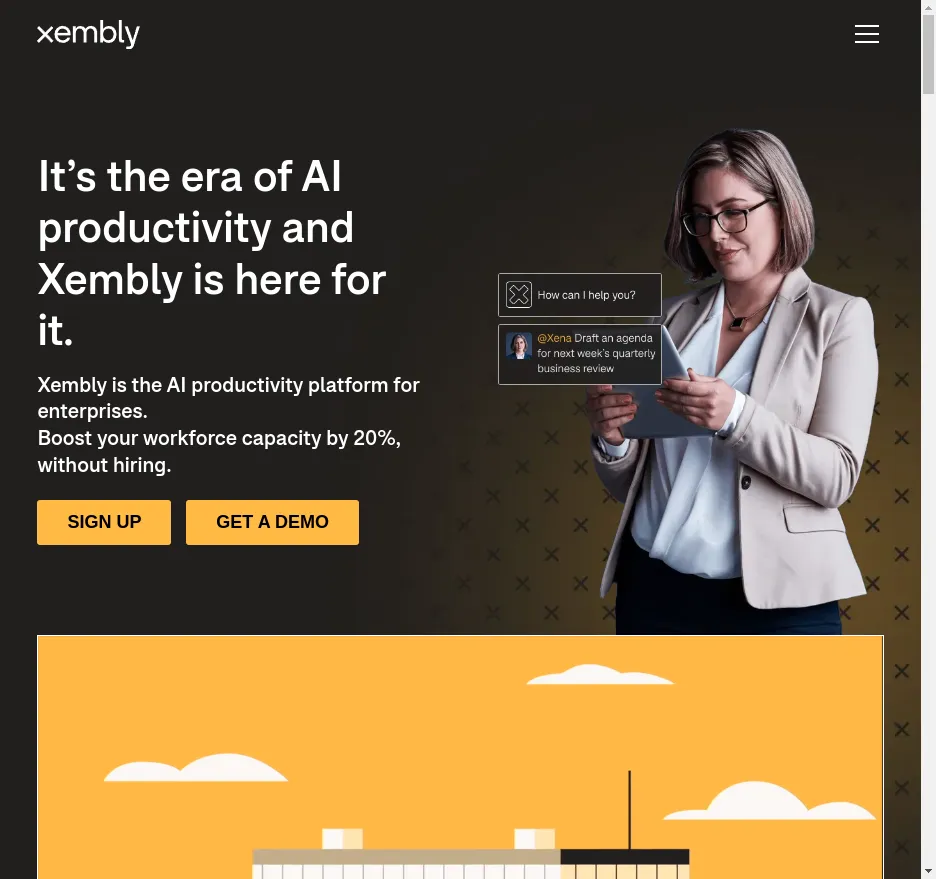 xembly
It’s the era of AI
productivity and
Xembly is here for
it.
Xembly is the AI productivity platform for
enterprises.
Boost your workforce capacity by 20%,
without hiring.
SIGN UP
GET A DEMO
How can I help you?
@Xena Draft an agenda
for next week's quarterly
business review